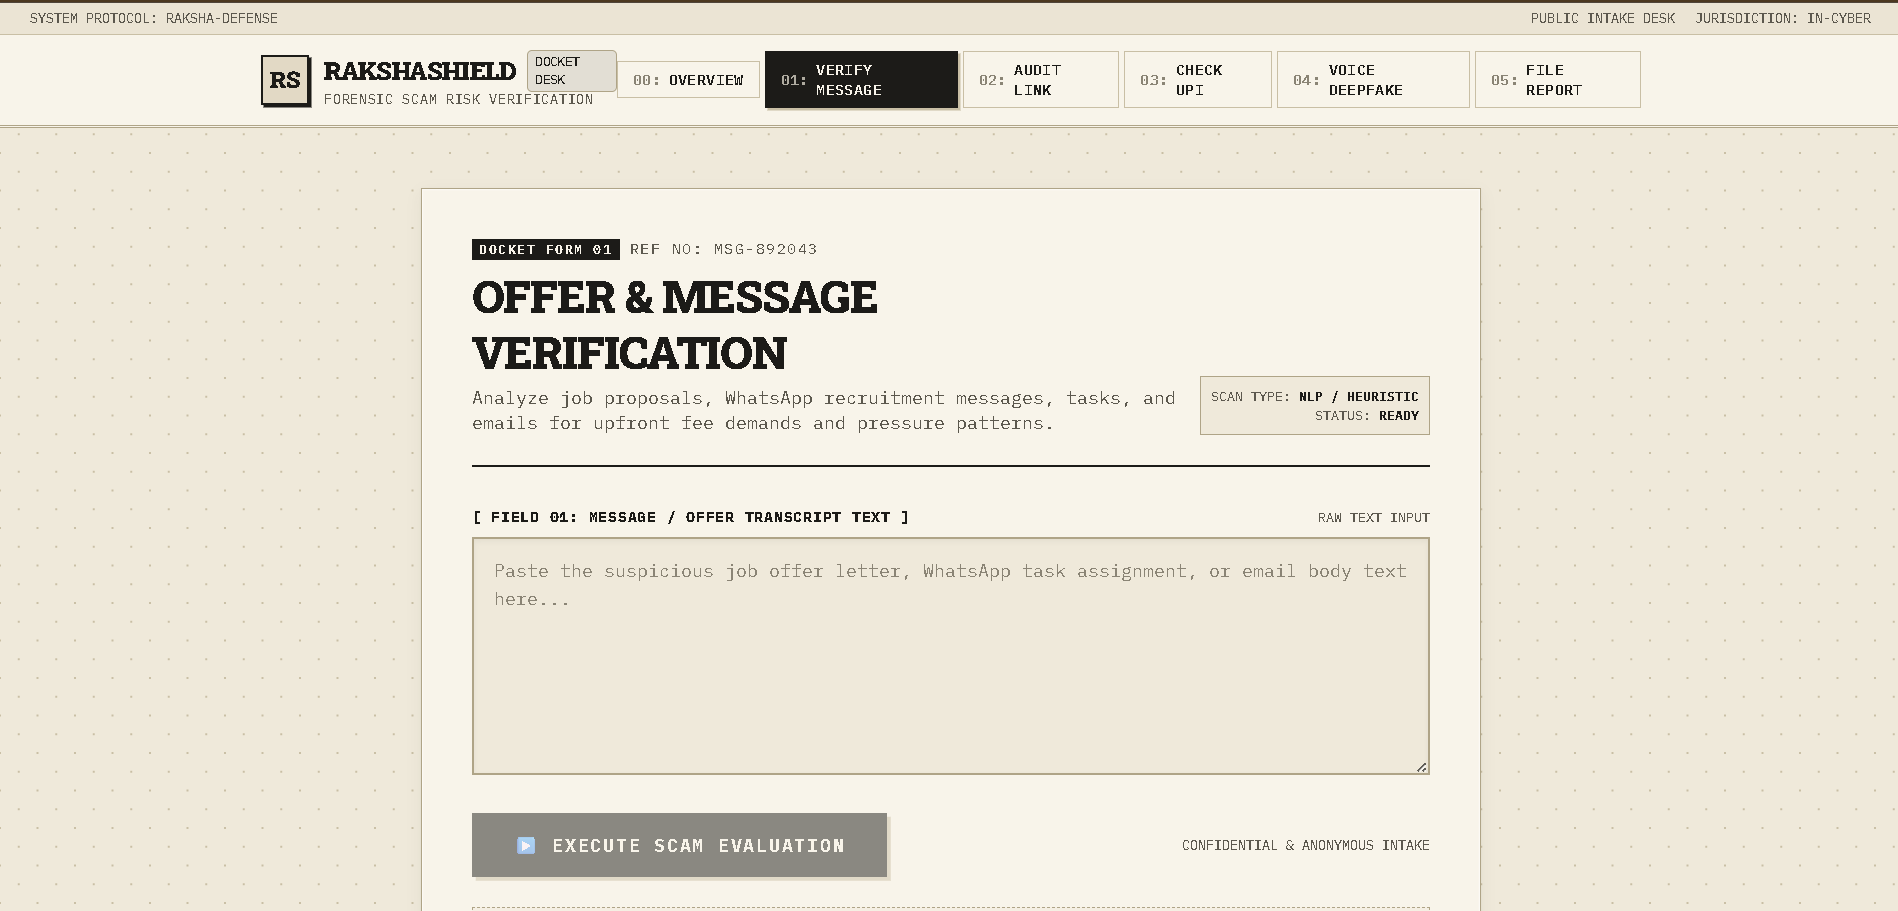 SYSTEM PROTOCOL: RAKSHA-DEFENSE
PUBLIC INTAKE DESK JURISDICTION: IN-CYBER
RS
RAKSHASHIELD
DOCKET
DESK
FORENSIC SCAM RISK VERIFICATION
00: OVERVIEW
01: VERIFY
MESSAGE
02: AUDIT
LINK
03: CHECK
UPI
04: VOICE
DEEPFAKE
05: FILE
REPORT
DOCKET FORM 01 REF NO: MSG-892043
OFFER & MESSAGE
VERIFICATION
Analyze job proposals, WhatsApp recruitment messages, tasks, and
emails for upfront fee demands and pressure patterns.
SCAN TYPE: NLP / HEURISTIC
STATUS: READY
[ FIELD 01: MESSAGE / OFFER TRANSCRIPT TEXT ]
RAW TEXT INPUT
Paste the suspicious job offer letter, WhatsApp task assignment, or email body text
here...
EXECUTE SCAM EVALUATION
CONFIDENTIAL & ANONYMOUS INTAKE